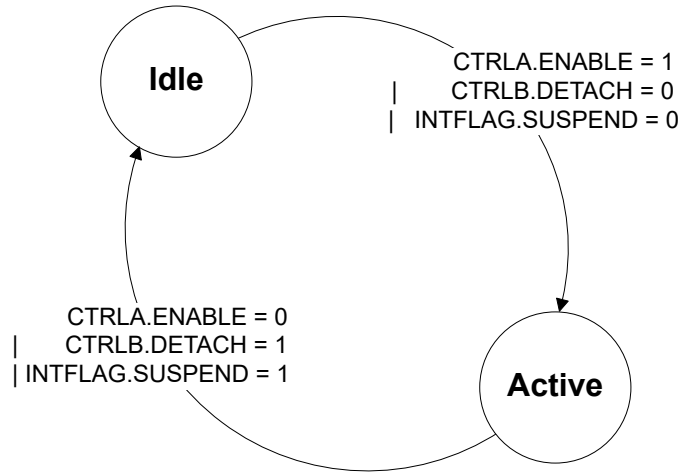 Idle
CTRLA.ENABLE = 1
| CTRLB.DETACH = 0
| INTFLAG.SUSPEND = 0
CTRLA.ENABLE = 0
| CTRLB.DETACH = 1
| INTFLAG.SUSPEND = 1
Active